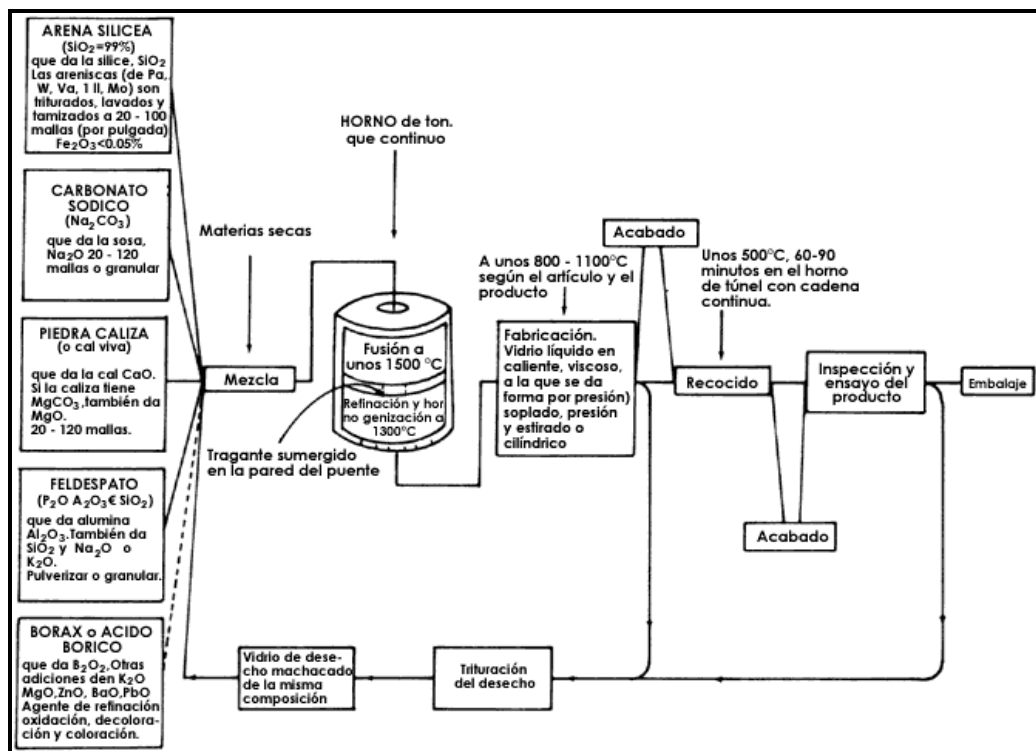 ARENA SILICEA
(SiO₂=99%)
que da la silice, SiO₂
Las areniscas (de Pa,
W, Va, 1 Il, Mo) son
triturados, lavados y
tamizados a 20 - 100
mallas (por pulgada)
Fe₂O₃<0.05%
CARBONATO
SODICO
(Na₂CO₃)
que da la sosa,
Na₂O 20 - 120
mallas o granular
PIEDRA CALIZA
(o cal viva)
que da la cal CaO.
Si la caliza tiene
MgCO₃,también da
MgO.
20 - 120 mallas.
FELDESPATO
(P₂O A₂O₃€ SiO₂)
que da alumina
Al₂O₃.También da
SiO₂ y Na₂O o
K₂O.
Pulverizar o granular.
BORAX o ACIDO
BORICO
que da B₂O₂,Otras
adiciones den K₂O
MgO,ZnO, BaO,PbO
Agente de refinación
oxidación, decolora-
ción y coloración.
Materias secas
Mezcla
HORNO de ton.
que continuo
Fusión a
unos 1500 °C
Refinación y hor
no genización a
1300°C
Tragante sumergido
en la pared del puente
A unos 800 - 1100°C
según el artículo y el
producto
Fabricación.
Vidrio líquido en
caliente, viscoso,
a la que se da
forma por presión)
soplado, presión
y estirado o
cilíndrico
Acabado
Unos 500°C, 60-90
minutos en el horno
de túnel con cadena
continua.
Recocido
Acabado
Inspección y
ensayo del
producto
Embalaje
Trituración
del desecho
Vidrio de dese-
cho machacado
de la misma
composición